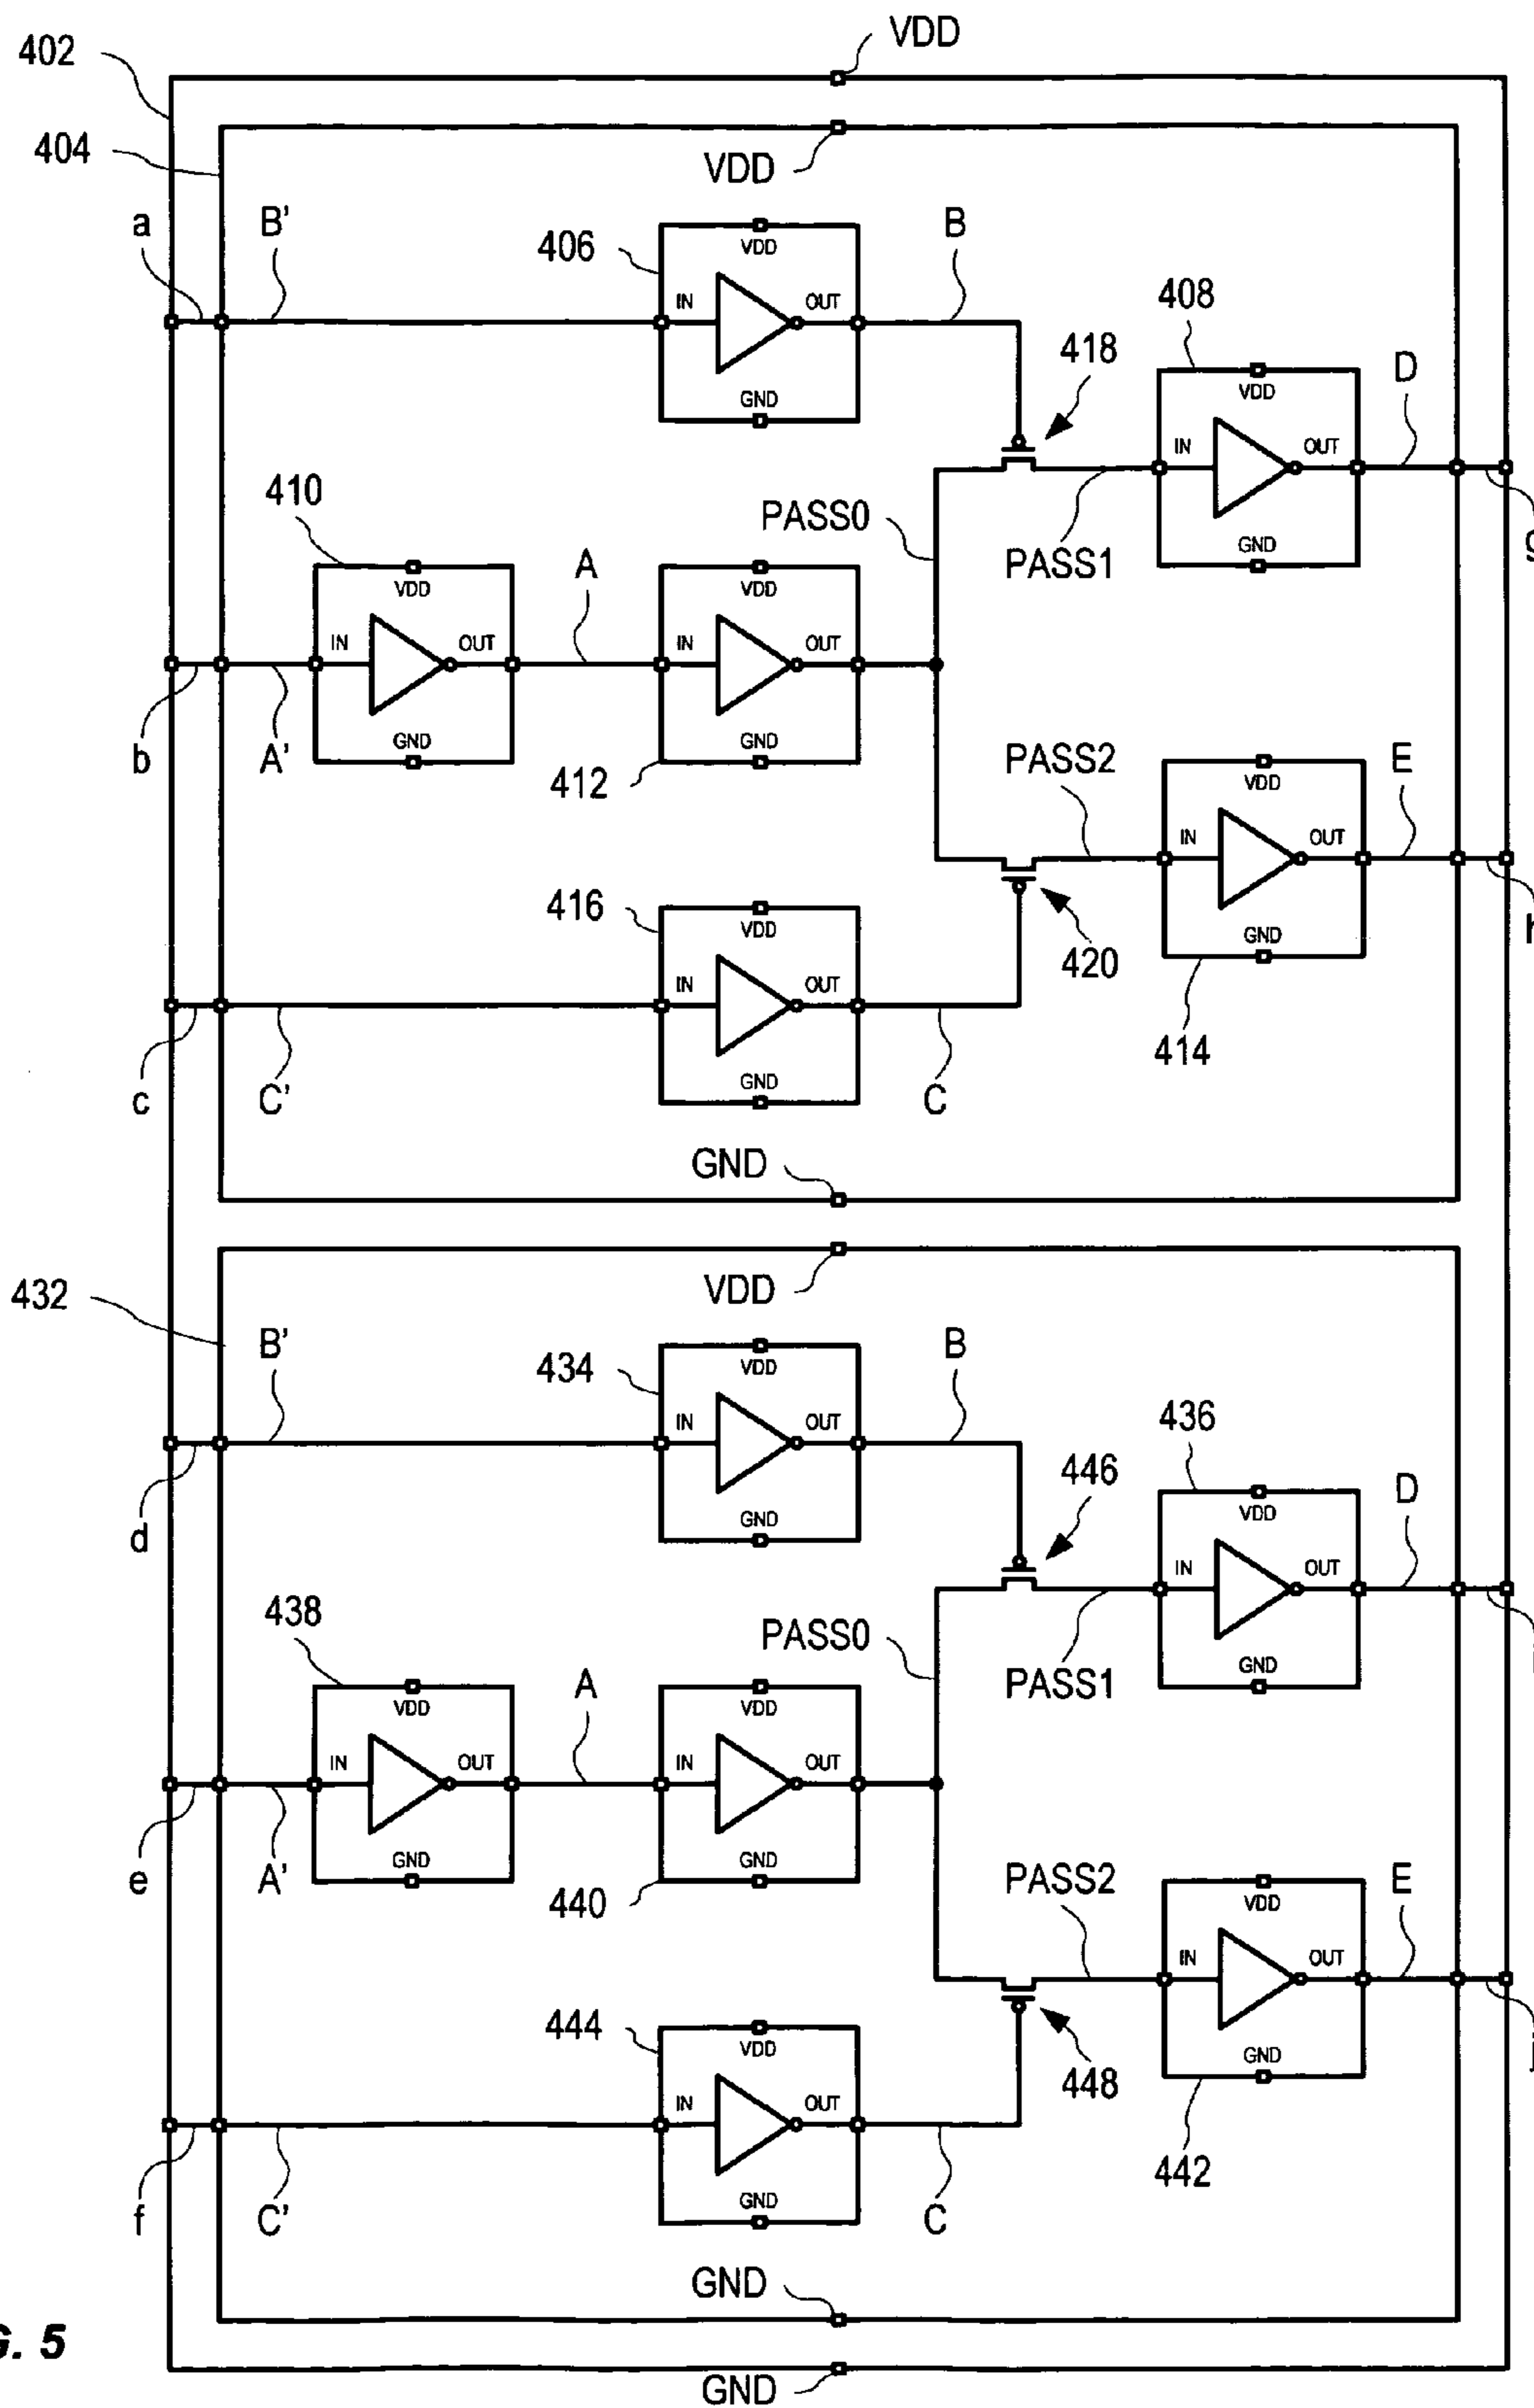 VDD
402
404
VDD
a
B'
406
VDD
IN
OUT
GND
B
418
408
VDD
IN
OUT
GND
D
g
410
VDD
IN
OUT
GND
A
PASS0
PASS1
VDD
IN
OUT
GND
412
b
A'
PASS2
VDD
IN
OUT
GND
E
h
416
VDD
IN
OUT
GND
420
414
c
C'
C
GND
VDD
432
B'
434
VDD
IN
OUT
GND
B
446
436
VDD
IN
OUT
GND
D
d
438
VDD
IN
OUT
GND
A
PASS0
PASS1
VDD
IN
OUT
GND
440
e
A'
PASS2
VDD
IN
OUT
GND
E
444
VDD
IN
OUT
GND
448
442
f
C'
C
GND
GND
G. 5